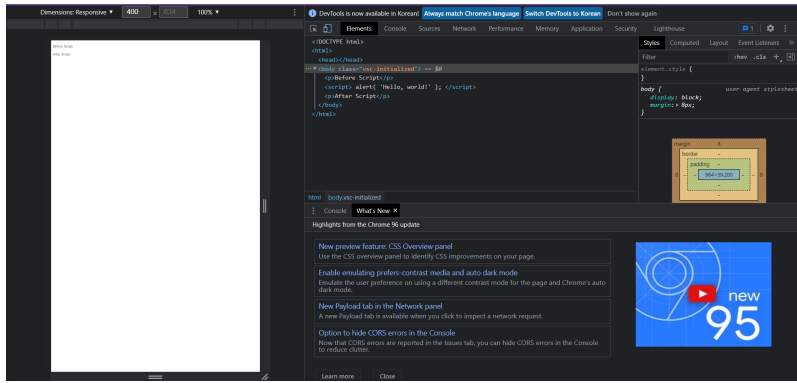 Dimensions: Responsive ▼ 400 × 634 100% ▼
Before Script
After Script
DevTools is now available in Korean! Always match Chrome's language Switch DevTools to Korean Don't show again
Elements Console Sources Network Performance Memory Application Security Lighthouse 1
<!DOCTYPE html>
<html>
<head></head>
<body class="vsc-initialized"> == $0
<p>Before Script</p>
<script> alert( 'Hello, world!' ); </script>
<p>After Script</p>
</body>
</html>
html body.vsc-initialized
Styles Computed Layout Event Listeners »
Filter :hov .cls +
element.style {
}
body { user agent stylesheet
display: block;
margin: ▸ 8px;
}
margin 8
border –
padding –
8 – – 964×59.200 – – 8
–
–
Console What's New ×
Highlights from the Chrome 96 update
New preview feature: CSS Overview panel
Use the CSS overview panel to identify CSS improvements on your page.
Enable emulating prefers-contrast media and auto dark mode
Emulate the user preference on using a different contrast mode for the page and Chrome's auto
dark mode.
New Payload tab in the Network panel
A new Payload tab is available when you click to inspect a network request.
Option to hide CORS errors in the Console
Now that CORS errors are reported in the Issues tab, you can hide CORS errors in the Console
to reduce clutter.
Learn more Close
new
95